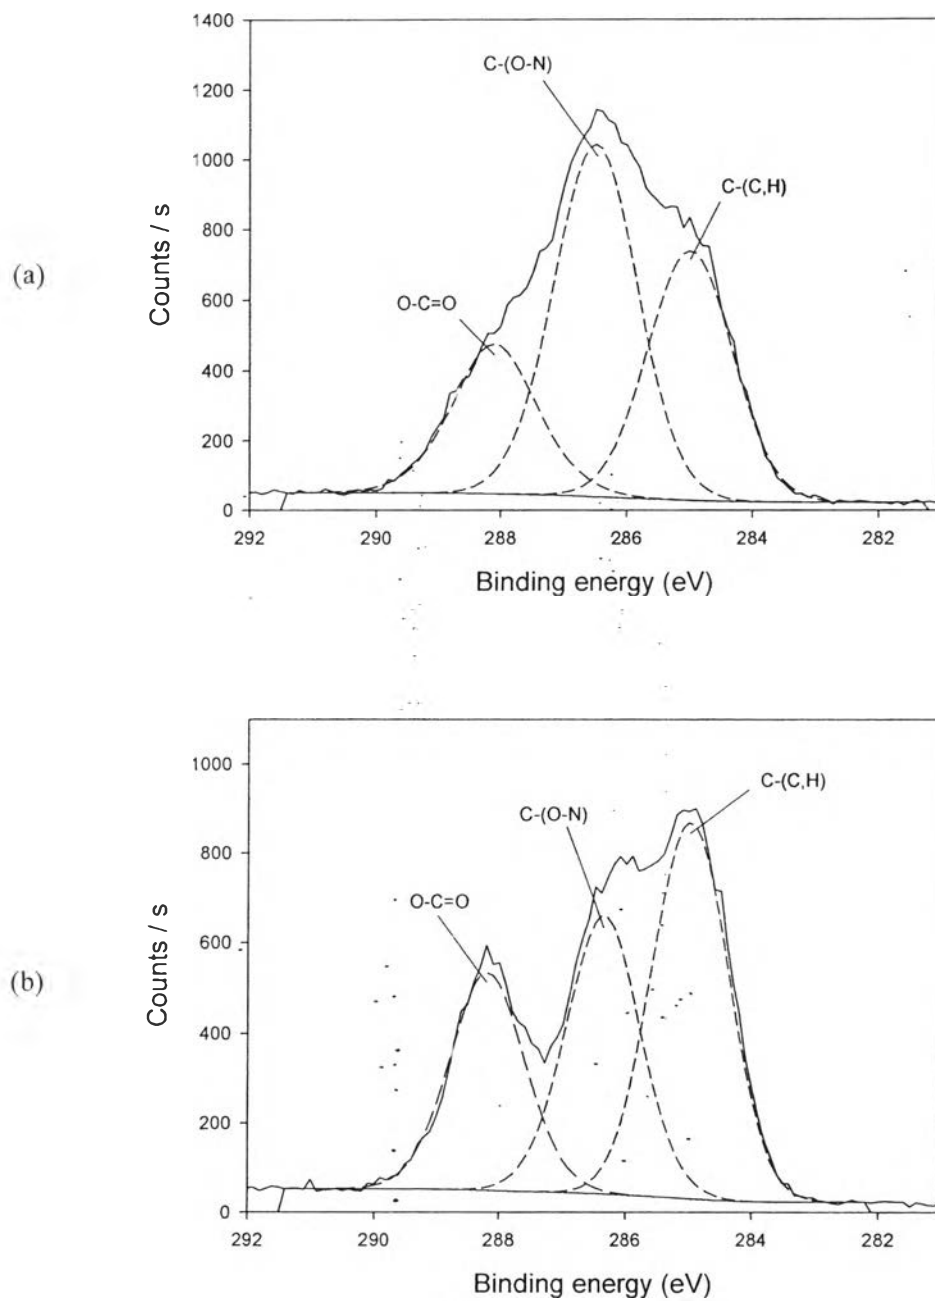 1400
1200
1000
800
600
400
200
0
Counts / s
(a)
C-(O-N)
C-(C,H)
O-C=O
292 290 288 286 284 282
Binding energy (eV)
1000
800
600
400
200
0
Counts / s
(b)
C-(C,H)
C-(O-N)
O-C=O
292 290 288 286 284 282
Binding energy (eV)